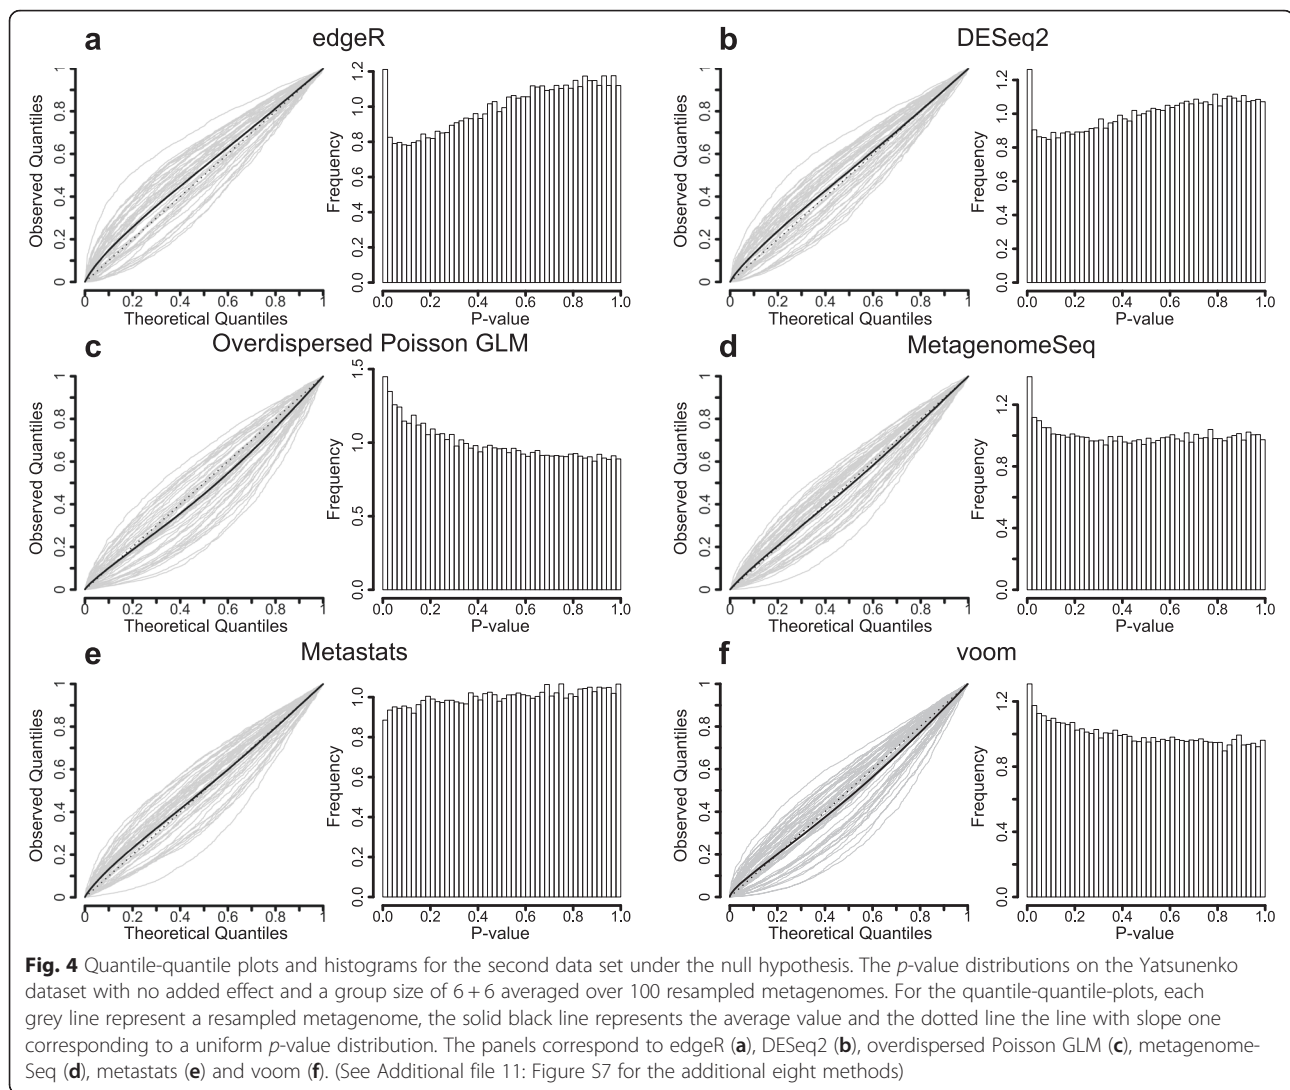 a
edgeR
Observed Quantiles
0 0.2 0.4 0.6 0.8 1
0 0.2 0.4 0.6 0.8 1
Theoretical Quantiles
Frequency
0.0 0.2 0.4 0.6 0.8 1.0 1.2
0.0 0.2 0.4 0.6 0.8 1.0
P-value
b
DESeq2
Observed Quantiles
0 0.2 0.4 0.6 0.8 1
0 0.2 0.4 0.6 0.8 1
Theoretical Quantiles
Frequency
0.0 0.2 0.4 0.6 0.8 1.0
0.0 0.2 0.4 0.6 0.8 1.0
P-value
c
Overdispersed Poisson GLM
Observed Quantiles
0 0.2 0.4 0.6 0.8 1
0 0.2 0.4 0.6 0.8 1
Theoretical Quantiles
Frequency
0.0 0.5 1.0 1.5
0.0 0.2 0.4 0.6 0.8 1.0
P-value
d
MetagenomeSeq
Observed Quantiles
0 0.2 0.4 0.6 0.8 1
0 0.2 0.4 0.6 0.8 1
Theoretical Quantiles
Frequency
0.0 0.4 0.8 1.2
0.0 0.2 0.4 0.6 0.8 1.0
P-value
e
Metastats
Observed Quantiles
0 0.2 0.4 0.6 0.8 1
0 0.2 0.4 0.6 0.8 1
Theoretical Quantiles
Frequency
0.0 0.2 0.4 0.6 0.8 1.0
0.0 0.2 0.4 0.6 0.8 1.0
P-value
f
voom
Observed Quantiles
0 0.2 0.4 0.6 0.8 1
0 0.2 0.4 0.6 0.8 1
Theoretical Quantiles
Frequency
0.0 0.4 0.8 1.2
0.0 0.2 0.4 0.6 0.8 1.0
P-value
Fig. 4 Quantile-quantile plots and histograms for the second data set under the null hypothesis. The p-value distributions on the Yatsunenko
dataset with no added effect and a group size of 6 + 6 averaged over 100 resampled metagenomes. For the quantile-quantile-plots, each
grey line represent a resampled metagenome, the solid black line represents the average value and the dotted line the line with slope one
corresponding to a uniform p-value distribution. The panels correspond to edgeR (a), DESeq2 (b), overdispersed Poisson GLM (c), metagenome-
Seq (d), metastats (e) and voom (f). (See Additional file 11: Figure S7 for the additional eight methods)